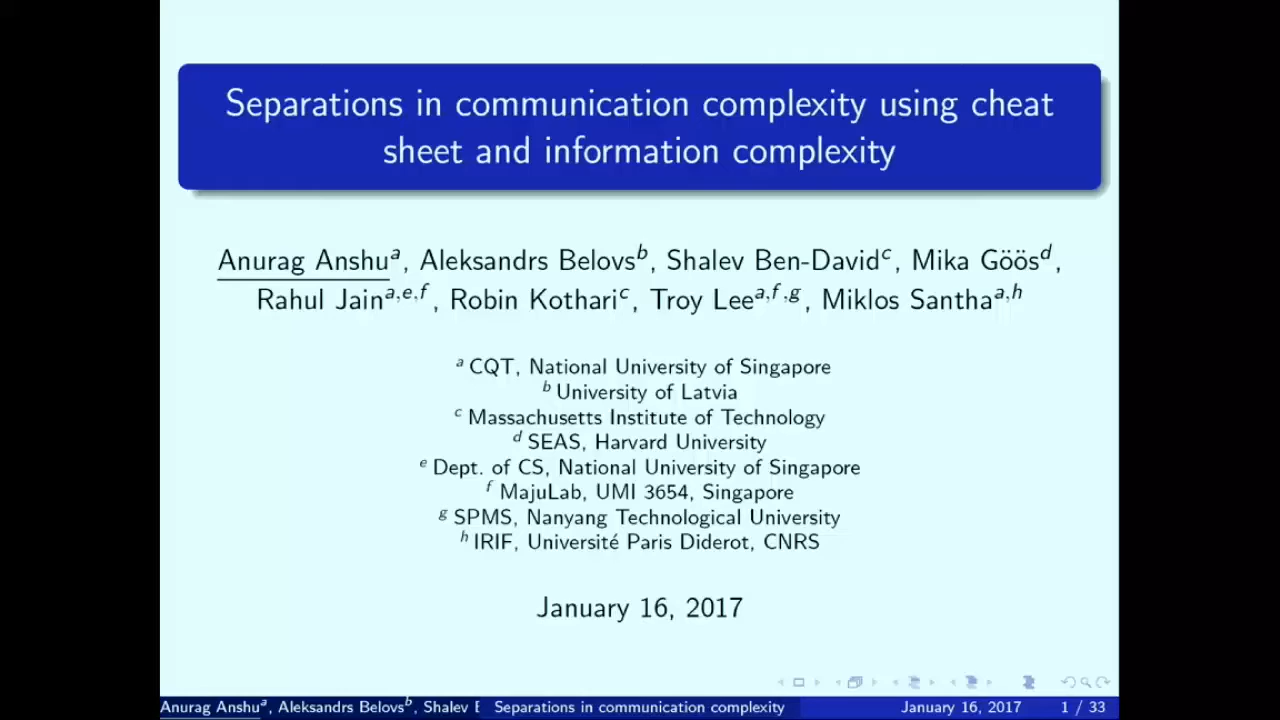 Separations in communication complexity using cheat
sheet and information complexity
Anurag Anshuᵃ, Aleksandrs Belovsᵇ, Shalev Ben-Davidᶜ, Mika Göösᵈ,
Rahul Jainᵃ,ᵉ,ᶠ, Robin Kothariᶜ, Troy Leeᵃ,ᶠ,ᵍ, Miklos Santhaᵃ,ʰ
ᵃ CQT, National University of Singapore
ᵇ University of Latvia
ᶜ Massachusetts Institute of Technology
ᵈ SEAS, Harvard University
ᵉ Dept. of CS, National University of Singapore
ᶠ MajuLab, UMI 3654, Singapore
ᵍ SPMS, Nanyang Technological University
ʰ IRIF, Université Paris Diderot, CNRS
January 16, 2017
Anurag Anshuᵃ, Aleksandrs Belovsᵇ, Shalev Separations in communication complexity January 16, 2017 1 / 33